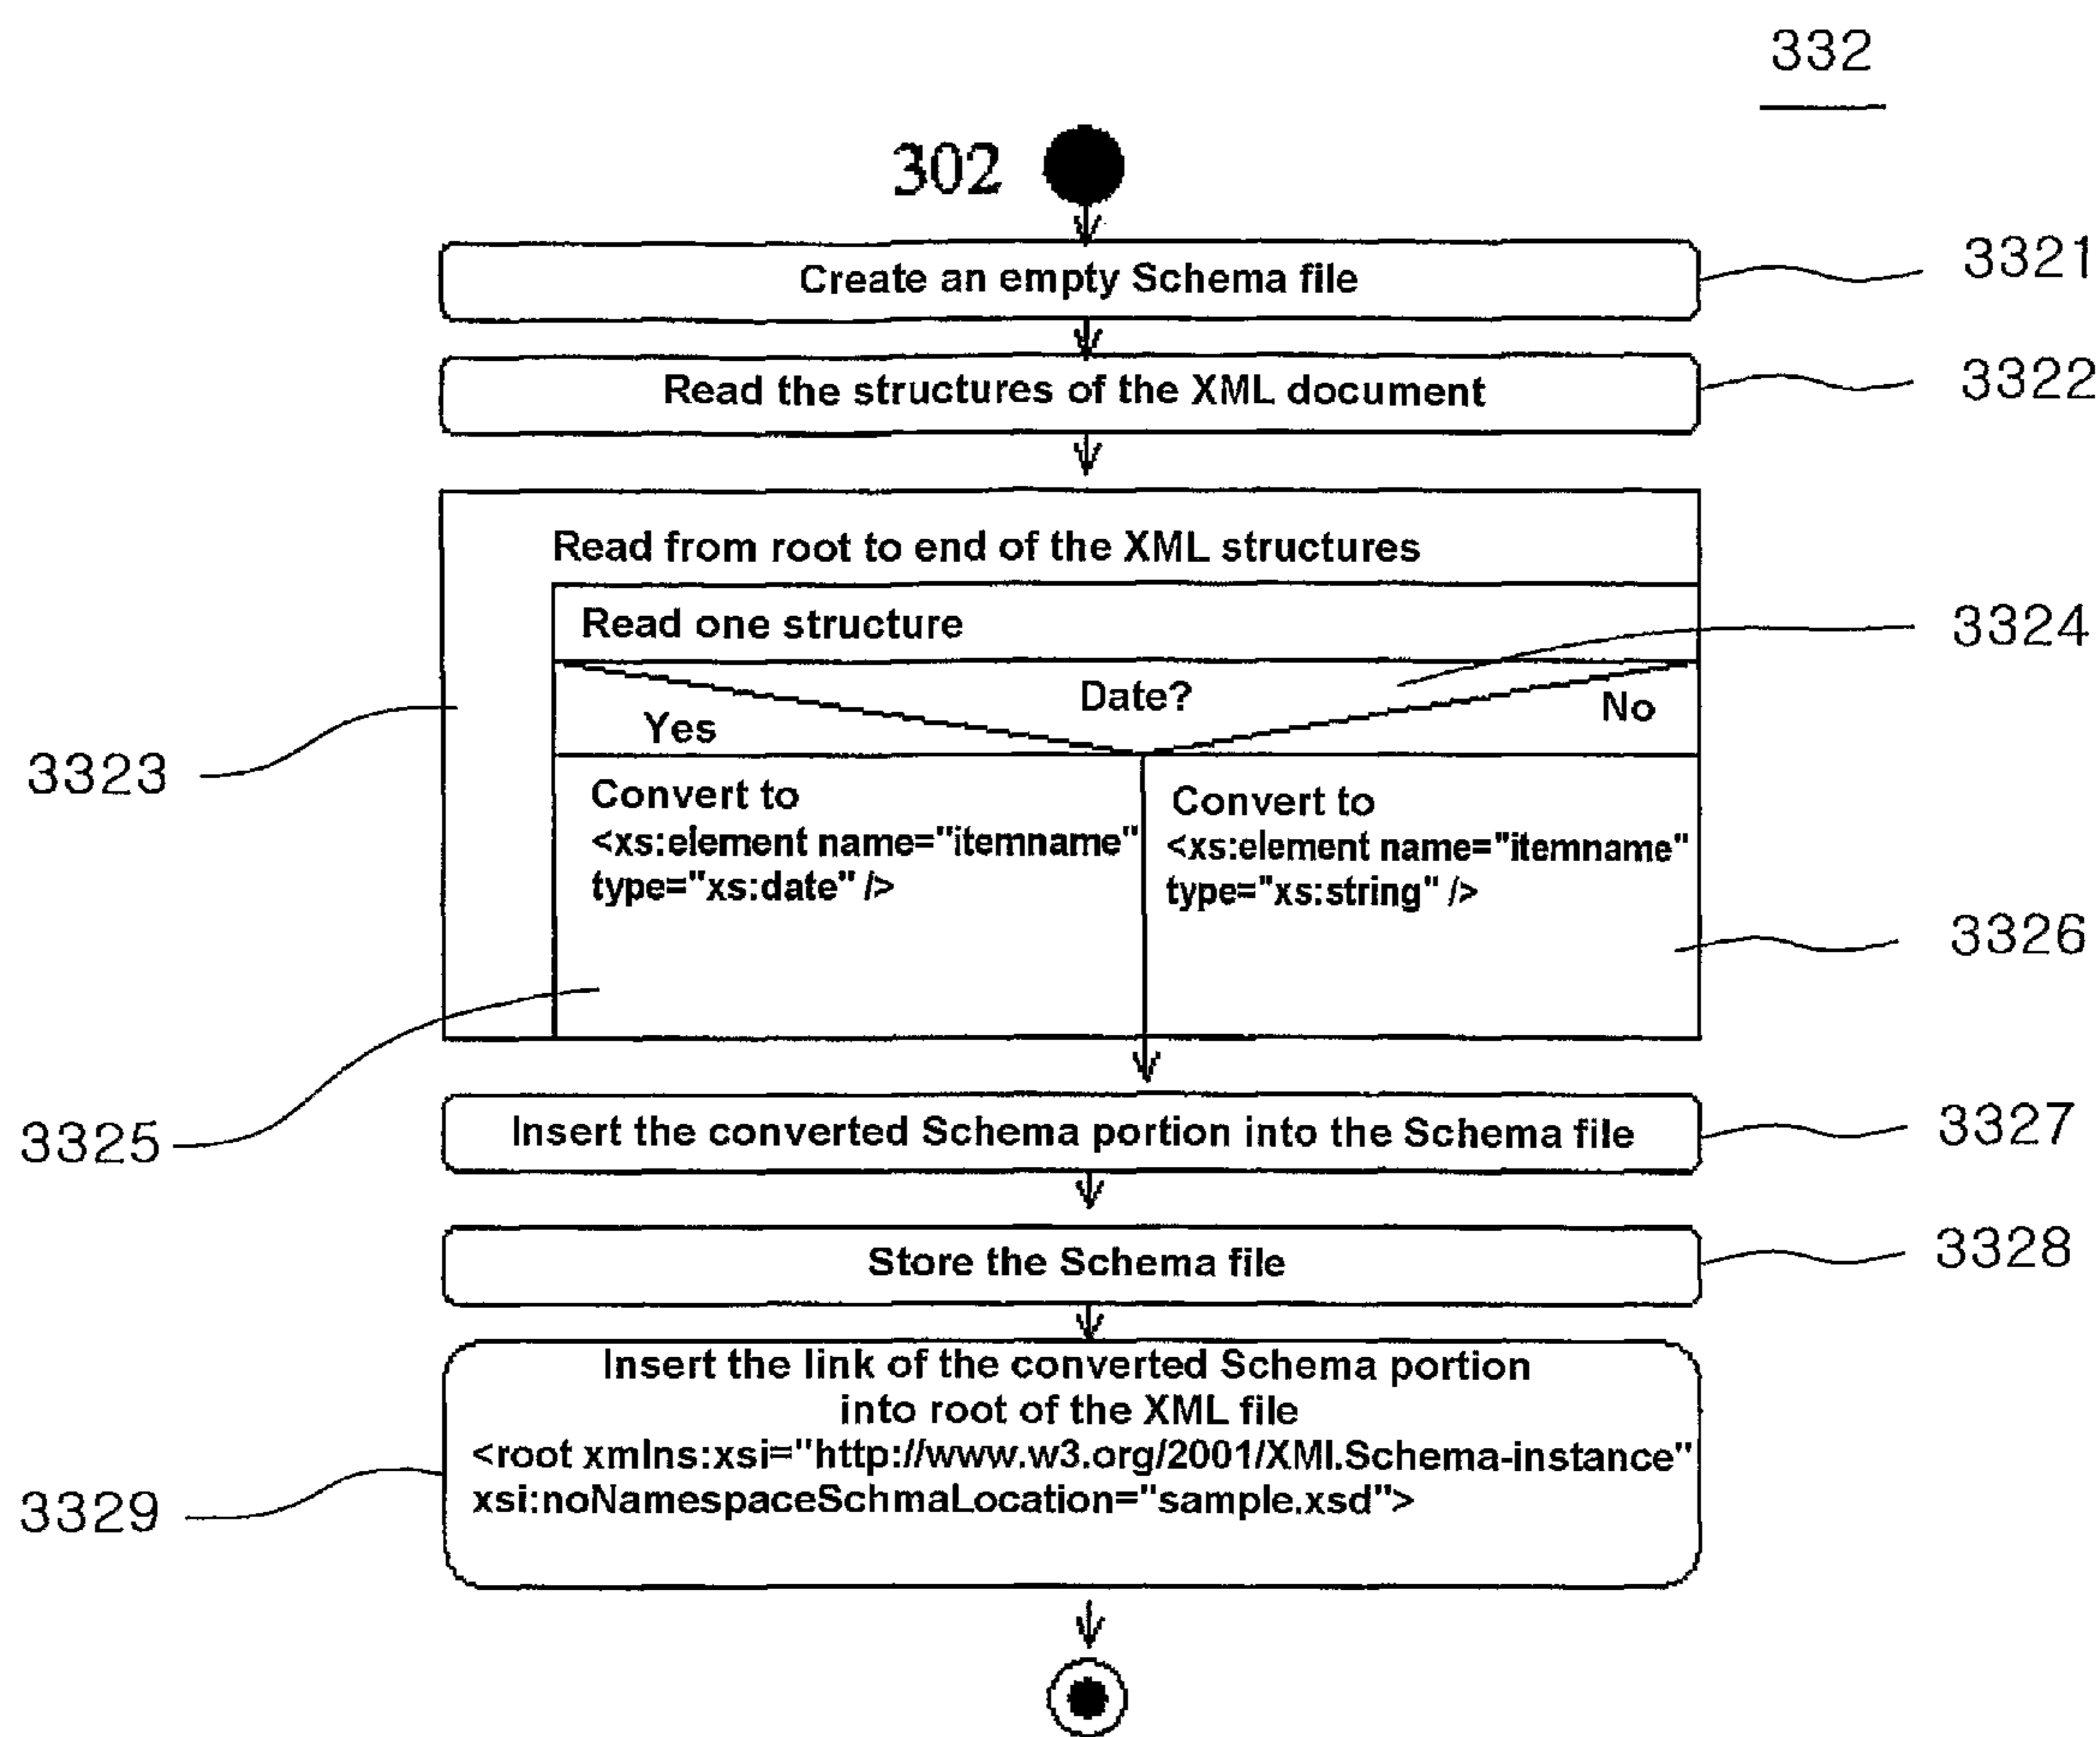 332
302
Create an empty Schema file
3321
Read the structures of the XML document
3322
Read from root to end of the XML structures
Read one structure
3324
Date?
Yes
No
3323
Convert to
<xs:element name="itemname"
type="xs:date" />
Convert to
<xs:element name="itemname"
type="xs:string" />
3326
3325
Insert the converted Schema portion into the Schema file
3327
Store the Schema file
3328
Insert the link of the converted Schema portion
into root of the XML file
<root xmlns:xsi="http://www.w3.org/2001/XMl.Schema-instance"
xsi:noNamespaceSchmaLocation="sample.xsd">
3329